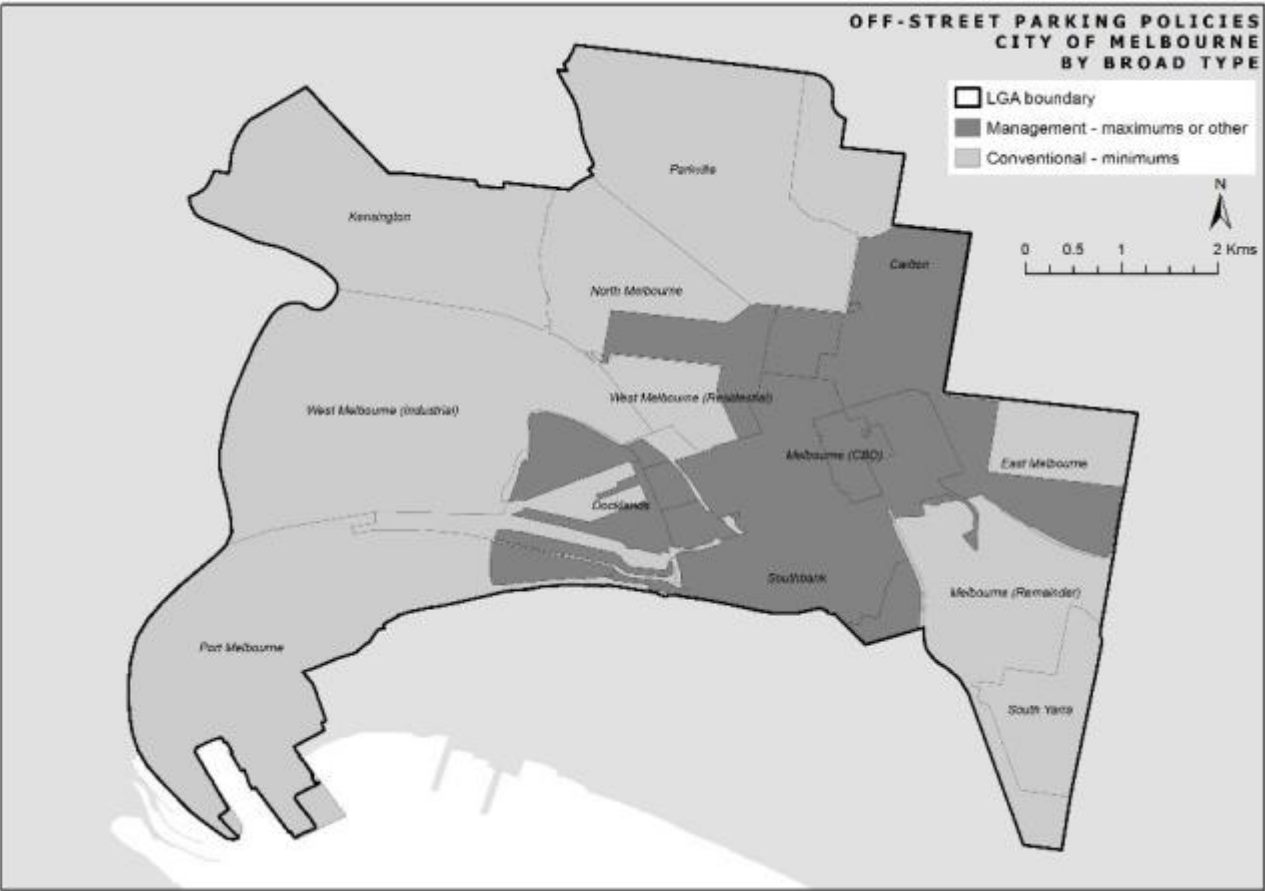 OFF-STREET PARKING POLICIES
CITY OF MELBOURNE
BY BROAD TYPE
LGA boundary
Management - maximums or other
Conventional - minimums
N
0 0.5 1 2 Kms
Parkville
Kensington
Carlton
North Melbourne
West Melbourne (Residential)
West Melbourne (Industrial)
Melbourne (CBD)
East Melbourne
Docklands
Southbank
Melbourne (Remainder)
Port Melbourne
South Yarra